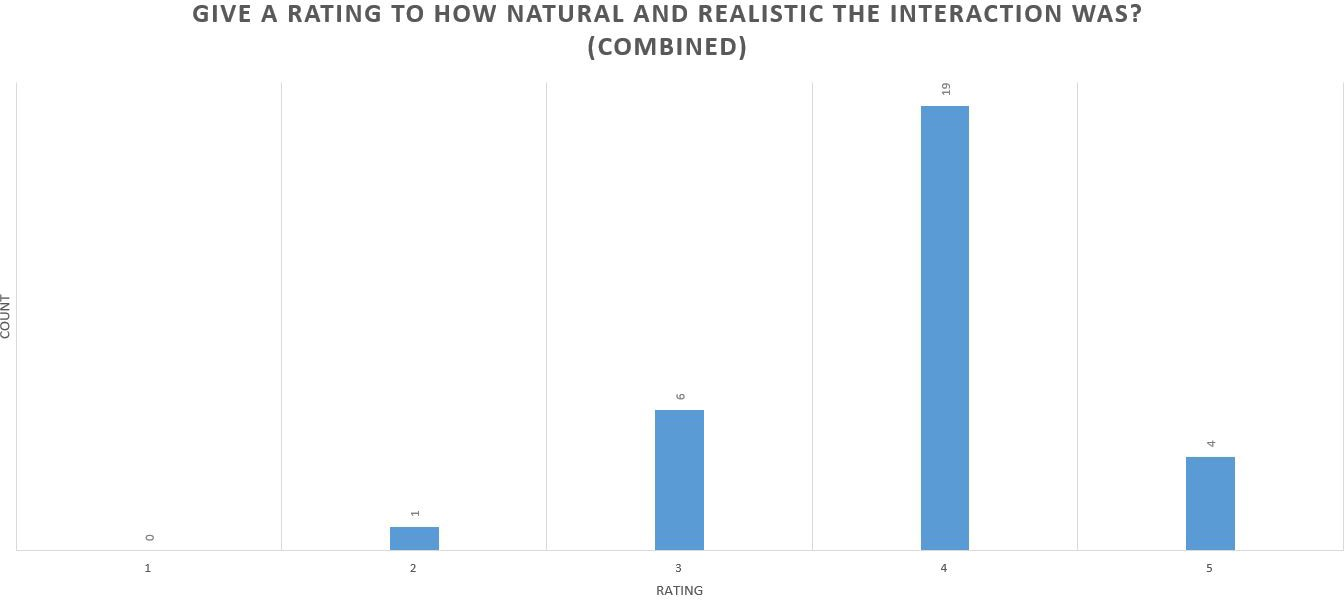 GIVE A RATING TO HOW NATURAL AND REALISTIC THE INTERACTION WAS?
(COMBINED)
COUNT
0
1
6
19
4
1
2
3
4
5
RATING